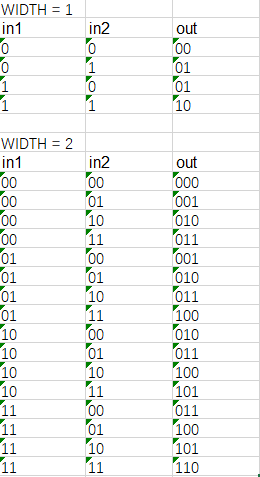 WIDTH = 1
in1 in2 out
0 0 00
0 1 01
1 0 01
1 1 10
WIDTH = 2
in1 in2 out
00 00 000
00 01 001
00 10 010
00 11 011
01 00 001
01 01 010
01 10 011
01 11 100
10 00 010
10 01 011
10 10 100
10 11 101
11 00 011
11 01 100
11 10 101
11 11 110